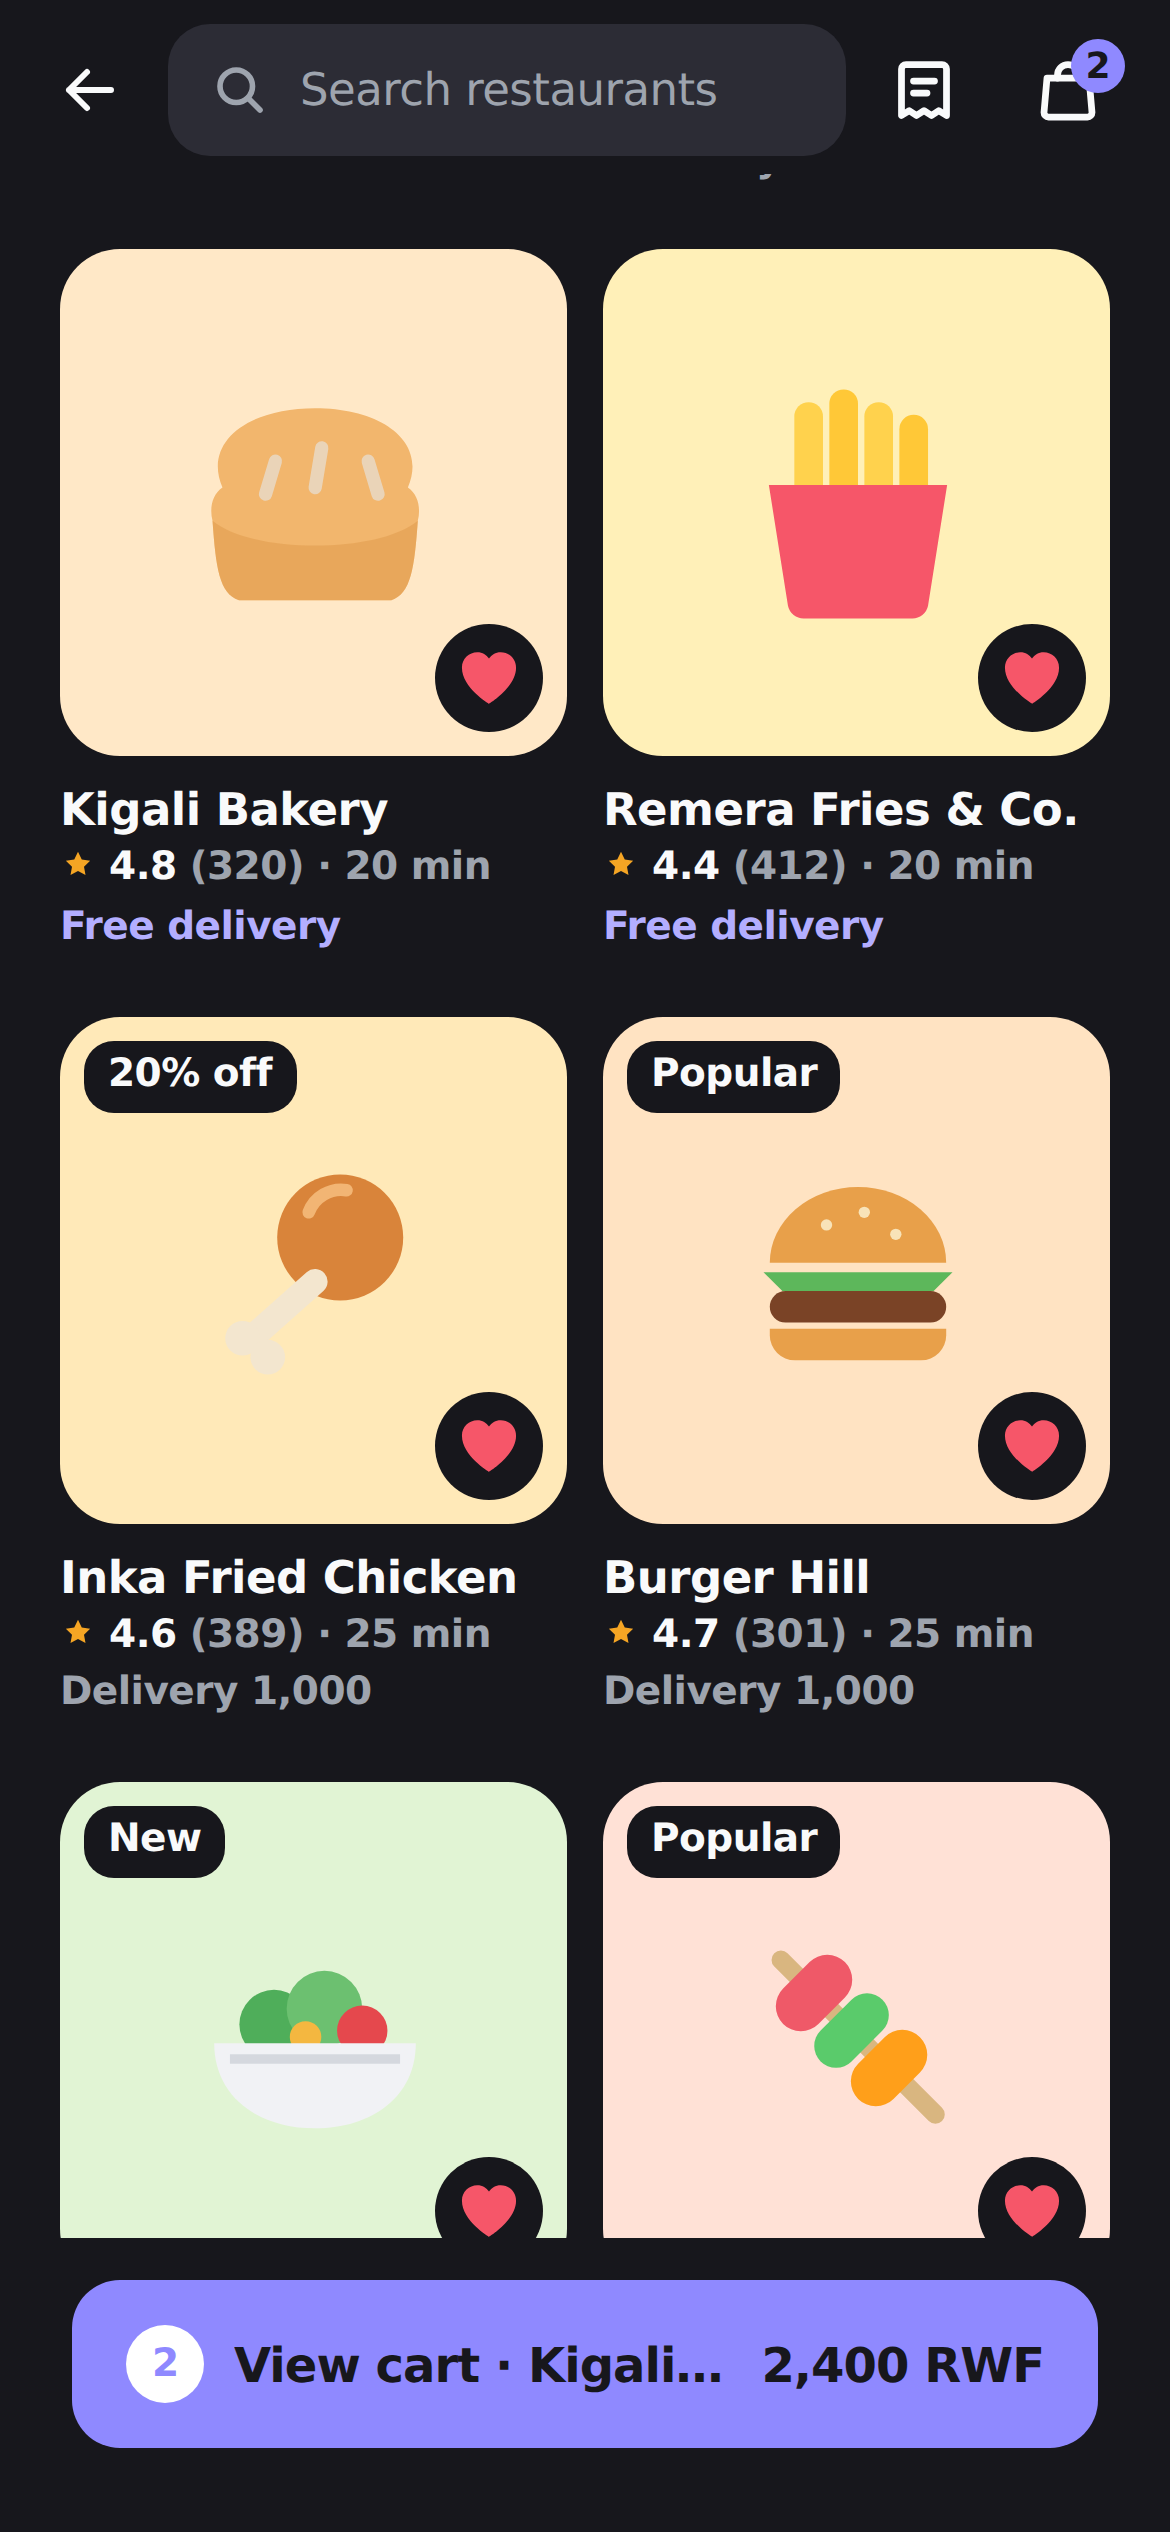 Search restaurants
2
Kigali Bakery
4.8 (320) · 20 min
Free delivery
Remera Fries & Co.
4.4 (412) · 20 min
Free delivery
20% off
Popular
Inka Fried Chicken
4.6 (389) · 25 min
Delivery 1,000
Burger Hill
4.7 (301) · 25 min
Delivery 1,000
New
Popular
2 View cart · Kigali… 2,400 RWF